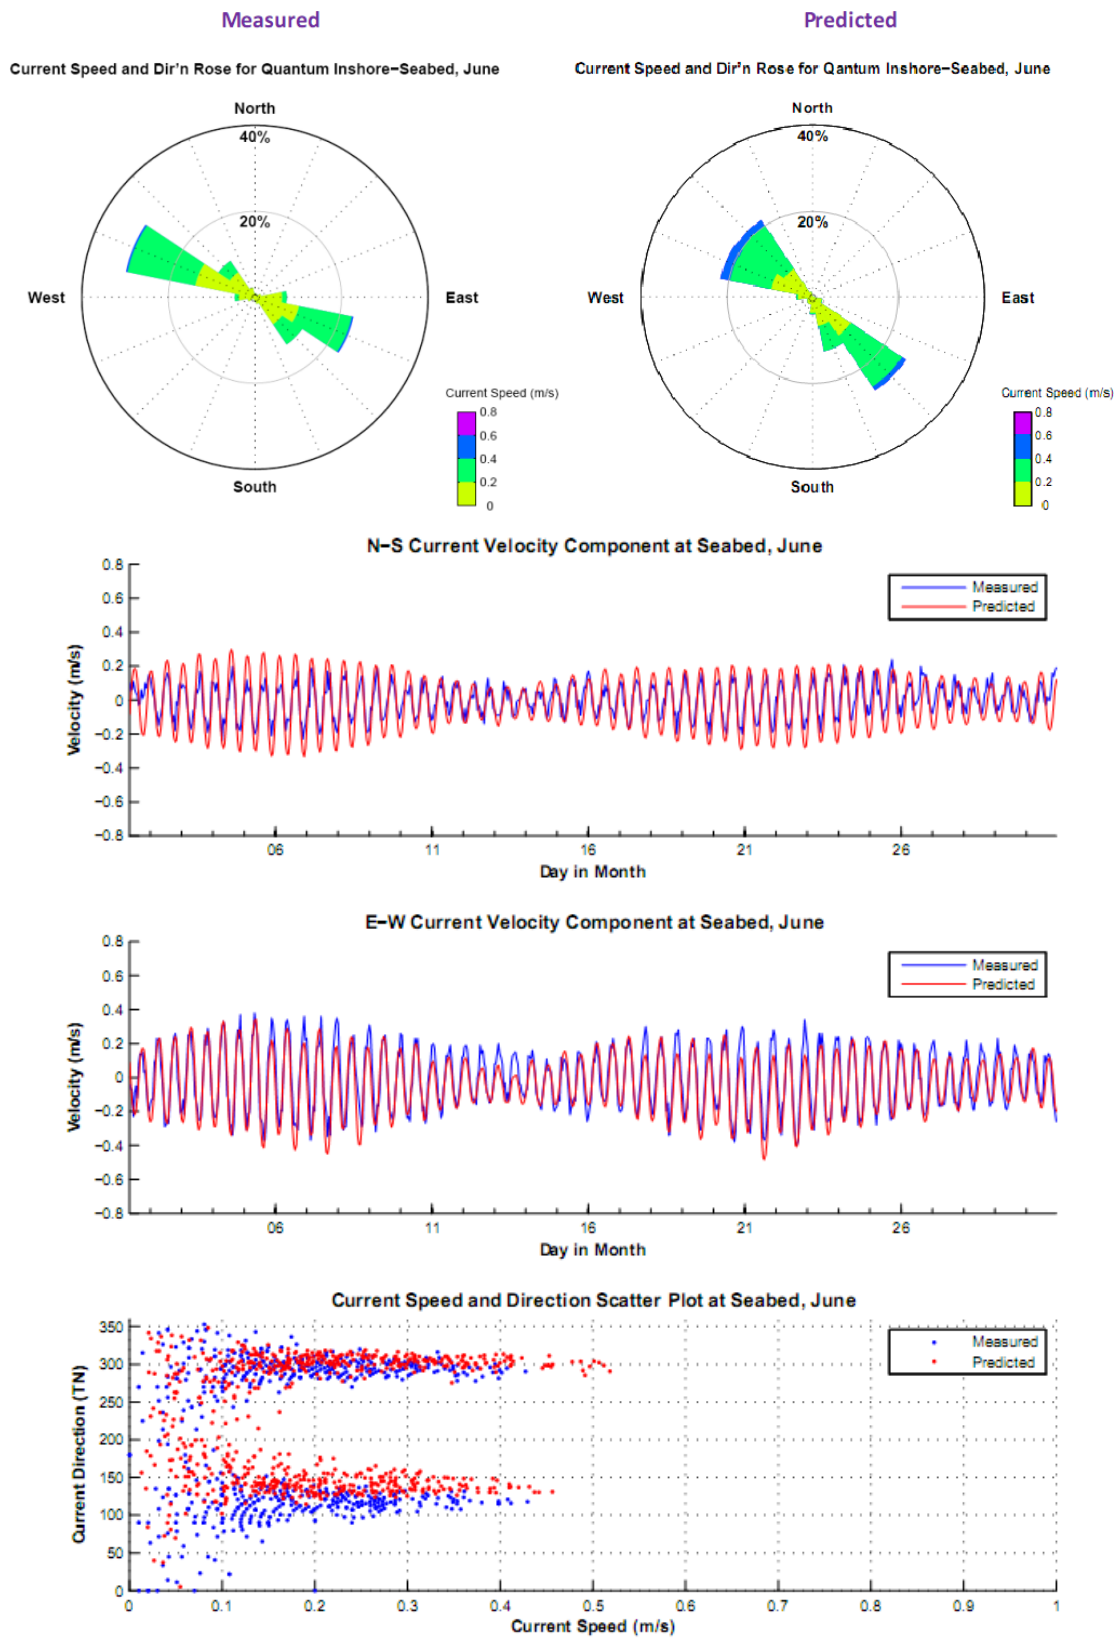 Measured Predicted
Current Speed and Dir'n Rose for Quantum Inshore−Seabed, June Current Speed and Dir'n Rose for Qantum Inshore−Seabed, June
North North
40% 40%
20% 20%
West East West East
Current Speed (m/s) Current Speed (m/s)
0.8 0.8
0.6 0.6
0.4 0.4
0.2 0.2
0 0
South South
N−S Current Velocity Component at Seabed, June
0.8
0.6
0.4
0.2
0
−0.2
−0.4
−0.6
−0.8
Velocity (m/s)
Measured
Predicted
06 11 16 21 26
Day in Month
E−W Current Velocity Component at Seabed, June
0.8
0.6
0.4
0.2
0
−0.2
−0.4
−0.6
−0.8
Velocity (m/s)
Measured
Predicted
06 11 16 21 26
Day in Month
Current Speed and Direction Scatter Plot at Seabed, June
350
300
250
200
150
100
50
0
Current Direction (TN)
Measured
Predicted
0 0.1 0.2 0.3 0.4 0.5 0.6 0.7 0.8 0.9 1
Current Speed (m/s)